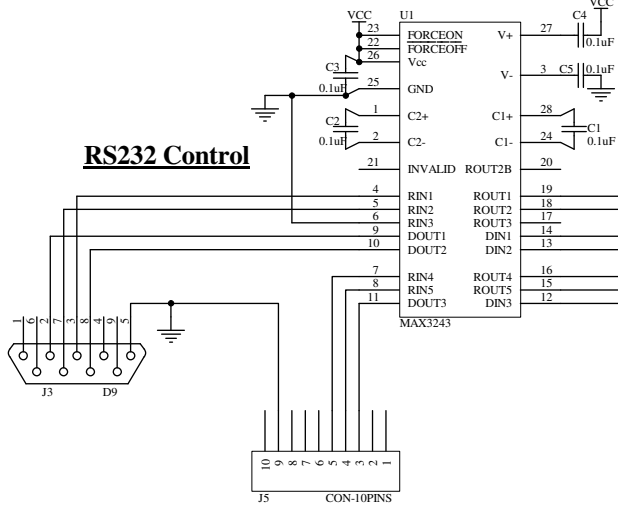 VCC
U1
C4
VCC
23 FORCEON V+ 27
0.1uF
22 FORCEOFF
26 Vcc
C3
0.1uF
V- 3 C5 0.1uF
25 GND
1 C2+ C1+ 28
C2
0.1uF
2 C2- C1- 24
C1
0.1uF
RS232 Control
21 INVALID ROUT2B 20
4 RIN1 ROUT1 19
5 RIN2 ROUT2 18
6 RIN3 ROUT3 17
9 DOUT1 DIN1 14
10 DOUT2 DIN2 13
7 RIN4 ROUT4 16
8 RIN5 ROUT5 15
11 DOUT3 DIN3 12
MAX3243
1 6 2 7 3 8 4 9 5
J3 D9
10 9 8 7 6 5 4 3 2 1
J5 CON-10PINS